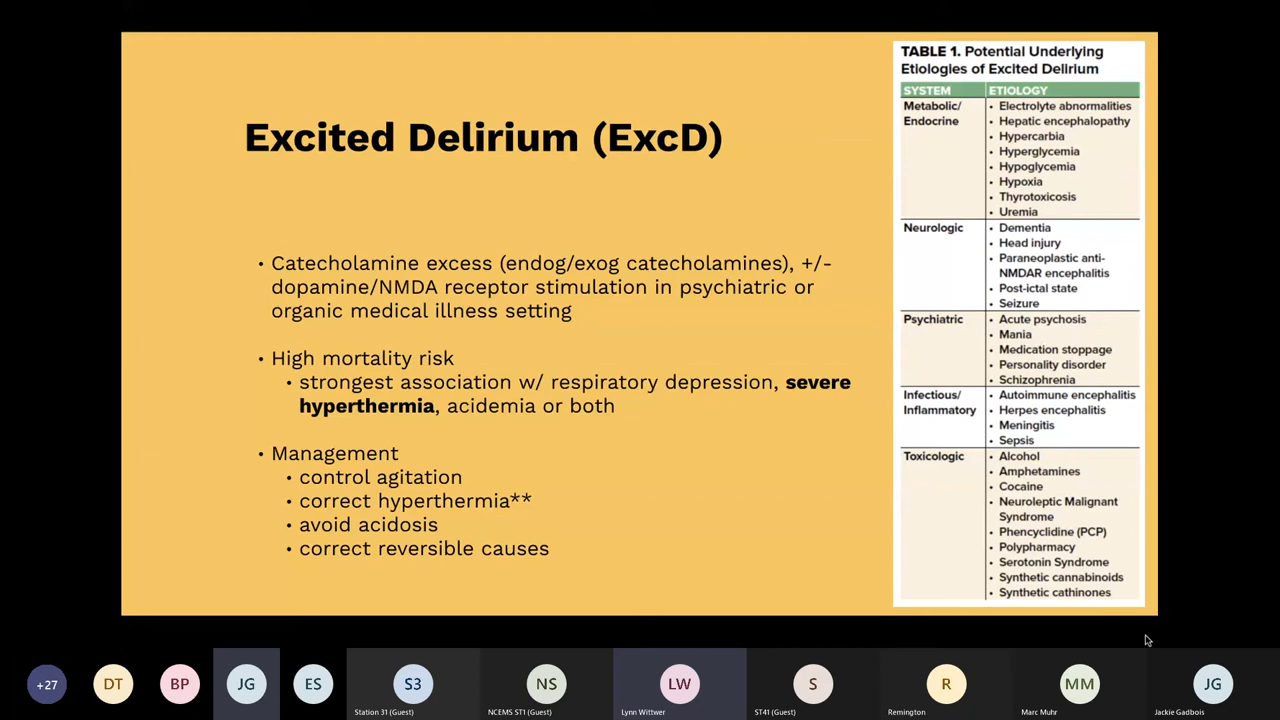 Excited Delirium (ExcD)
• Catecholamine excess (endog/exog catecholamines), +/-
dopamine/NMDA receptor stimulation in psychiatric or
organic medical illness setting
• High mortality risk
• strongest association w/ respiratory depression, severe
hyperthermia, acidemia or both
• Management
• control agitation
• correct hyperthermia**
• avoid acidosis
• correct reversible causes
TABLE 1. Potential Underlying
Etiologies of Excited Delirium
SYSTEM ETIOLOGY
Metabolic/ • Electrolyte abnormalities
Endocrine • Hepatic encephalopathy
• Hypercarbia
• Hyperglycemia
• Hypoglycemia
• Hypoxia
• Thyrotoxicosis
• Uremia
Neurologic • Dementia
• Head injury
• Paraneoplastic anti-
NMDAR encephalitis
• Post-ictal state
• Seizure
Psychiatric • Acute psychosis
• Mania
• Medication stoppage
• Personality disorder
• Schizophrenia
Infectious/ • Autoimmune encephalitis
Inflammatory • Herpes encephalitis
• Meningitis
• Sepsis
Toxicologic • Alcohol
• Amphetamines
• Cocaine
• Neuroleptic Malignant
Syndrome
• Phencyclidine (PCP)
• Polypharmacy
• Serotonin Syndrome
• Synthetic cannabinoids
• Synthetic cathinones
+27 DT BP JG ES S3 NS LW S R MM JG
Station 31 (Guest) NCEMS ST1 (Guest) Lynn Wittwer ST41 (Guest) Remington Marc Muhr Jackie Gadbois